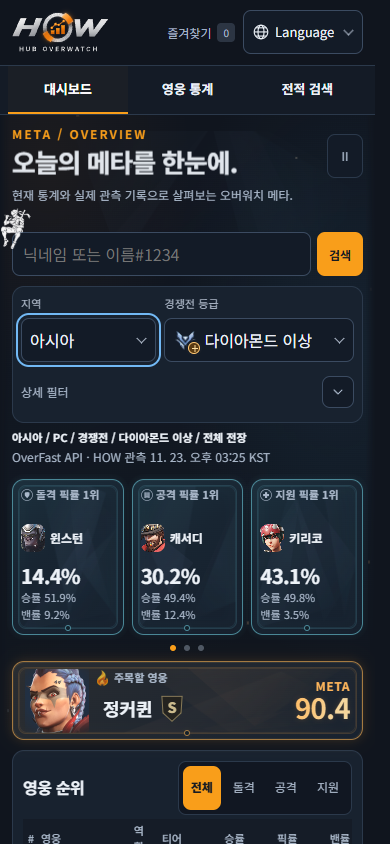 HOW
HUB OVERWATCH
즐겨찾기 0
Language
대시보드 영웅 통계 전적 검색
META / OVERVIEW
오늘의 메타를 한눈에.
현재 통계와 실제 관측 기록으로 살펴보는 오버워치 메타.
닉네임 또는 이름#1234
검색
지역 경쟁전 등급
아시아 다이아몬드 이상
상세 필터
아시아 / PC / 경쟁전 / 다이아몬드 이상 / 전체 전장
OverFast API · HOW 관측 11. 23. 오후 03:25 KST
돌격 픽률 1위
윈스턴
14.4%
승률 51.9%
밴률 9.2%
공격 픽률 1위
캐서디
30.2%
승률 49.4%
밴률 12.4%
지원 픽률 1위
키리코
43.1%
승률 49.8%
밴률 3.5%
주목할 영웅
정커퀸 S
META
90.4
영웅 순위
전체 돌격 공격 지원
# 영웅 역할 티어 승률 픽률 밴률